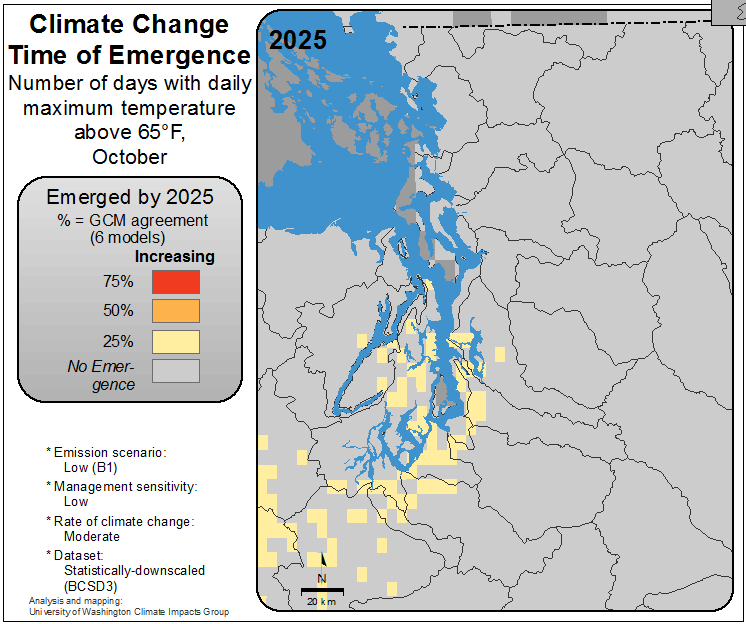 Climate Change
Time of Emergence
Number of days with daily
maximum temperature
above 65°F,
October
Emerged by 2025
% = GCM agreement
(6 models)
Increasing
75%
50%
25%
No Emer-
gence
* Emission scenario:
Low (B1)
* Management sensitivity:
Low
* Rate of climate change:
Moderate
* Dataset:
Statistically-downscaled
(BCSD3)
Analysis and mapping:
University of Washington Climate Impacts Group
2025
N
20 km